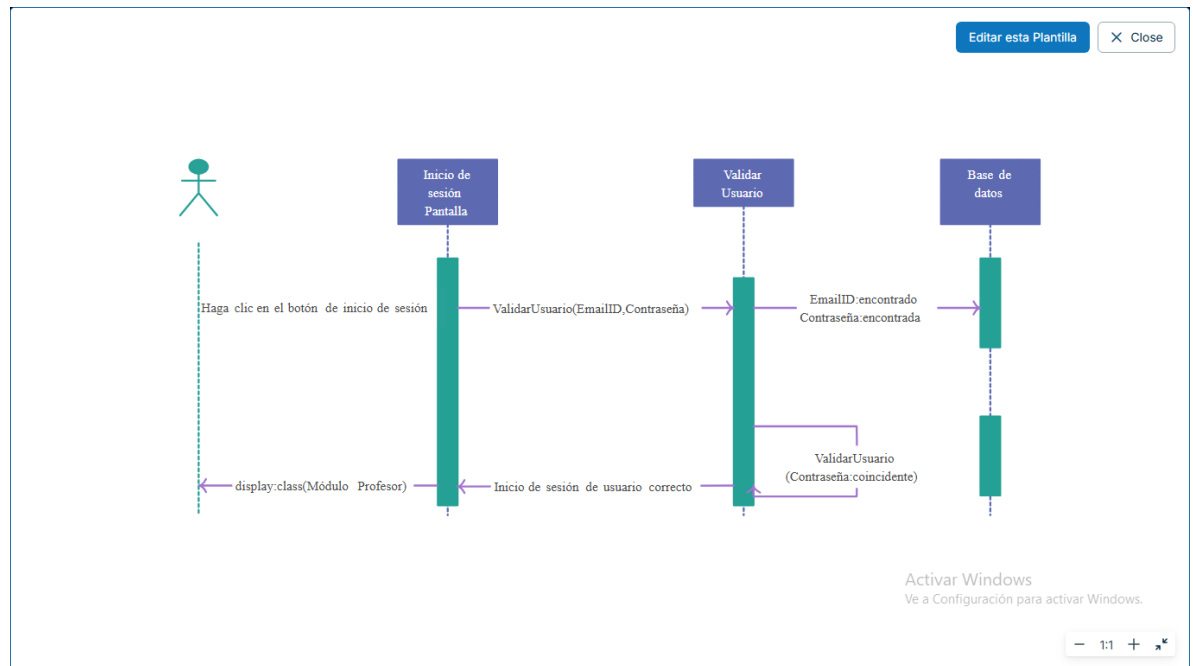 Editar esta Plantilla
Close
Inicio de
sesión
Pantalla
Validar
Usuario
Base de
datos
Haga clic en el botón de inicio de sesión
ValidarUsuario(EmailID,Contraseña)
EmailID:encontrado
Contraseña:encontrada
ValidarUsuario
(Contraseña:coincidente)
display:class(Módulo Profesor)
Inicio de sesión de usuario correcto
Activar Windows
Ve a Configuración para activar Windows.
1:1